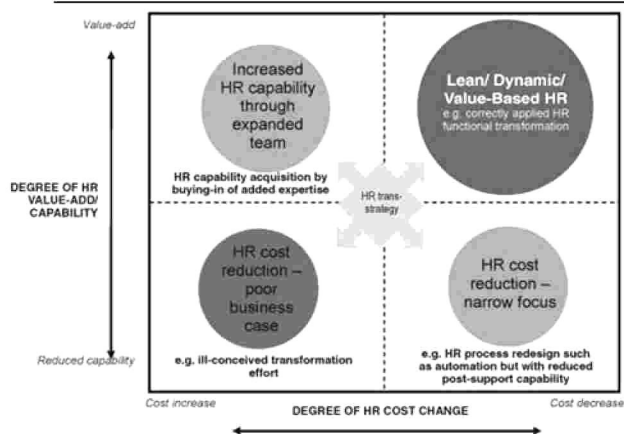 Value-add
Increased
HR capability
through
expanded
team
HR capability acquisition by
buying-in of added expertise
Lean/ Dynamic/
Value-Based HR
e.g. correctly applied HR
functional transformation
DEGREE OF HR
VALUE-ADD/
CAPABILITY
HR trans-
strategy
HR cost
reduction –
poor
business
case
e.g. ill-conceived transformation
effort
HR cost
reduction –
narrow focus
e.g. HR process redesign such
as automation but with reduced
post-support capability
Reduced capability
Cost increase
DEGREE OF HR COST CHANGE
Cost decrease